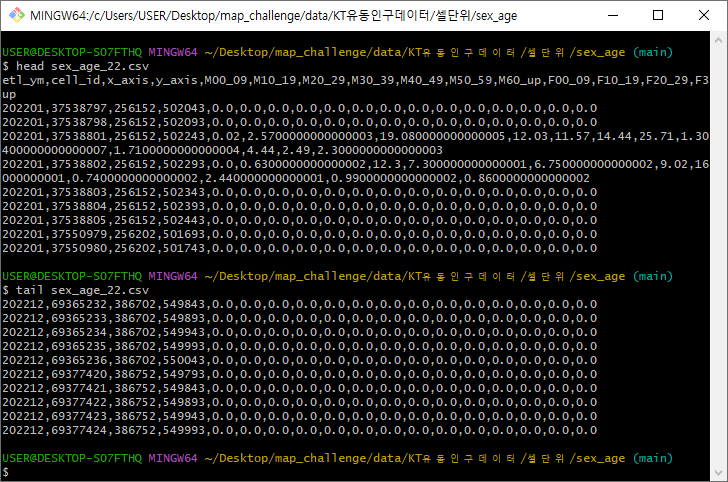 MINGW64:/c/Users/USER/Desktop/map_challenge/data/KT유동인구데이터/셀단위/sex_age
USER@DESKTOP-SO7FTHQ MINGW64 ~/Desktop/map_challenge/data/KT유동인구데이터/셀단위/sex_age (main)
$ head sex_age_22.csv
etl_ym,cell_id,x_axis,y_axis,M00_09,M10_19,M20_29,M30_39,M40_49,M50_59,M60_up,F00_09,F10_19,F20_29,F3
up
202201,37538797,256152,502043,0.0,0.0,0.0,0.0,0.0,0.0,0.0,0.0,0.0,0.0,0.0,0.0,0.0,0.0
202201,37538798,256152,502093,0.0,0.0,0.0,0.0,0.0,0.0,0.0,0.0,0.0,0.0,0.0,0.0,0.0,0.0
202201,37538801,256152,502243,0.02,2.5700000000000003,19.080000000000005,12.03,11.57,14.44,25.71,1.30
40000000000007,1.7100000000000004,4.44,2.49,2.300000000000003
202201,37538802,256152,502293,0.0,0.6300000000000002,12.3,7.300000000000001,6.750000000000002,9.02,16
00000001,0.7400000000000002,2.440000000000001,0.9900000000000002,0.8600000000000002
202201,37538803,256152,502343,0.0,0.0,0.0,0.0,0.0,0.0,0.0,0.0,0.0,0.0,0.0,0.0,0.0,0.0
202201,37538804,256152,502393,0.0,0.0,0.0,0.0,0.0,0.0,0.0,0.0,0.0,0.0,0.0,0.0,0.0,0.0
202201,37538805,256152,502443,0.0,0.0,0.0,0.0,0.0,0.0,0.0,0.0,0.0,0.0,0.0,0.0,0.0,0.0
202201,37550979,256202,501693,0.0,0.0,0.0,0.0,0.0,0.0,0.0,0.0,0.0,0.0,0.0,0.0,0.0,0.0
202201,37550980,256202,501743,0.0,0.0,0.0,0.0,0.0,0.0,0.0,0.0,0.0,0.0,0.0,0.0,0.0,0.0
USER@DESKTOP-SO7FTHQ MINGW64 ~/Desktop/map_challenge/data/KT유동인구데이터/셀단위/sex_age (main)
$ tail sex_age_22.csv
202212,69365232,386702,549843,0.0,0.0,0.0,0.0,0.0,0.0,0.0,0.0,0.0,0.0,0.0,0.0,0.0,0.0
202212,69365233,386702,549893,0.0,0.0,0.0,0.0,0.0,0.0,0.0,0.0,0.0,0.0,0.0,0.0,0.0,0.0
202212,69365234,386702,549943,0.0,0.0,0.0,0.0,0.0,0.0,0.0,0.0,0.0,0.0,0.0,0.0,0.0,0.0
202212,69365235,386702,549993,0.0,0.0,0.0,0.0,0.0,0.0,0.0,0.0,0.0,0.0,0.0,0.0,0.0,0.0
202212,69365236,386702,550043,0.0,0.0,0.0,0.0,0.0,0.0,0.0,0.0,0.0,0.0,0.0,0.0,0.0,0.0
202212,69377420,386752,549793,0.0,0.0,0.0,0.0,0.0,0.0,0.0,0.0,0.0,0.0,0.0,0.0,0.0,0.0
202212,69377421,386752,549843,0.0,0.0,0.0,0.0,0.0,0.0,0.0,0.0,0.0,0.0,0.0,0.0,0.0,0.0
202212,69377422,386752,549893,0.0,0.0,0.0,0.0,0.0,0.0,0.0,0.0,0.0,0.0,0.0,0.0,0.0,0.0
202212,69377423,386752,549943,0.0,0.0,0.0,0.0,0.0,0.0,0.0,0.0,0.0,0.0,0.0,0.0,0.0,0.0
202212,69377424,386752,549993,0.0,0.0,0.0,0.0,0.0,0.0,0.0,0.0,0.0,0.0,0.0,0.0,0.0,0.0
USER@DESKTOP-SO7FTHQ MINGW64 ~/Desktop/map_challenge/data/KT유동인구데이터/셀단위/sex_age (main)
$